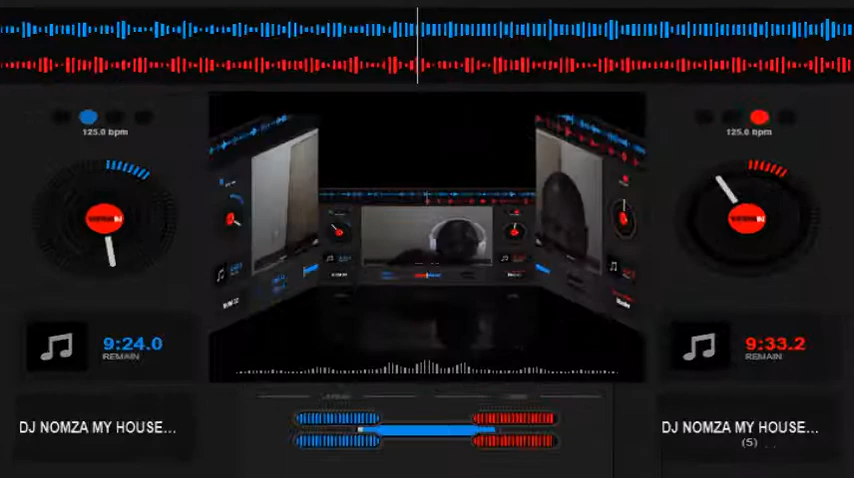 125.0 bpm
125.0 bpm
9:24.0
REMAIN
9:33.2
REMAIN
DJ NOMZA MY HOUSE...
DJ NOMZA MY HOUSE...
(5)